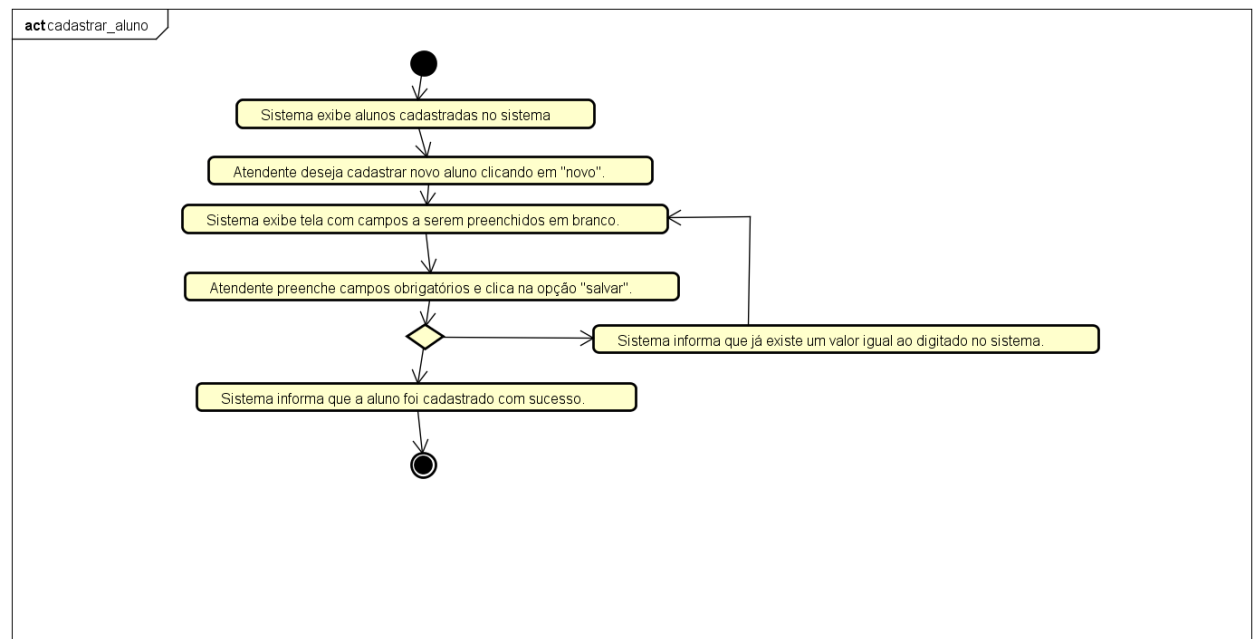 act cadastrar_aluno
Sistema exibe alunos cadastradas no sistema
Atendente deseja cadastrar novo aluno clicando em "novo".
Sistema exibe tela com campos a serem preenchidos em branco.
Atendente preenche campos obrigatórios e clica na opção "salvar".
Sistema informa que já existe um valor igual ao digitado no sistema.
Sistema informa que a aluno foi cadastrado com sucesso.